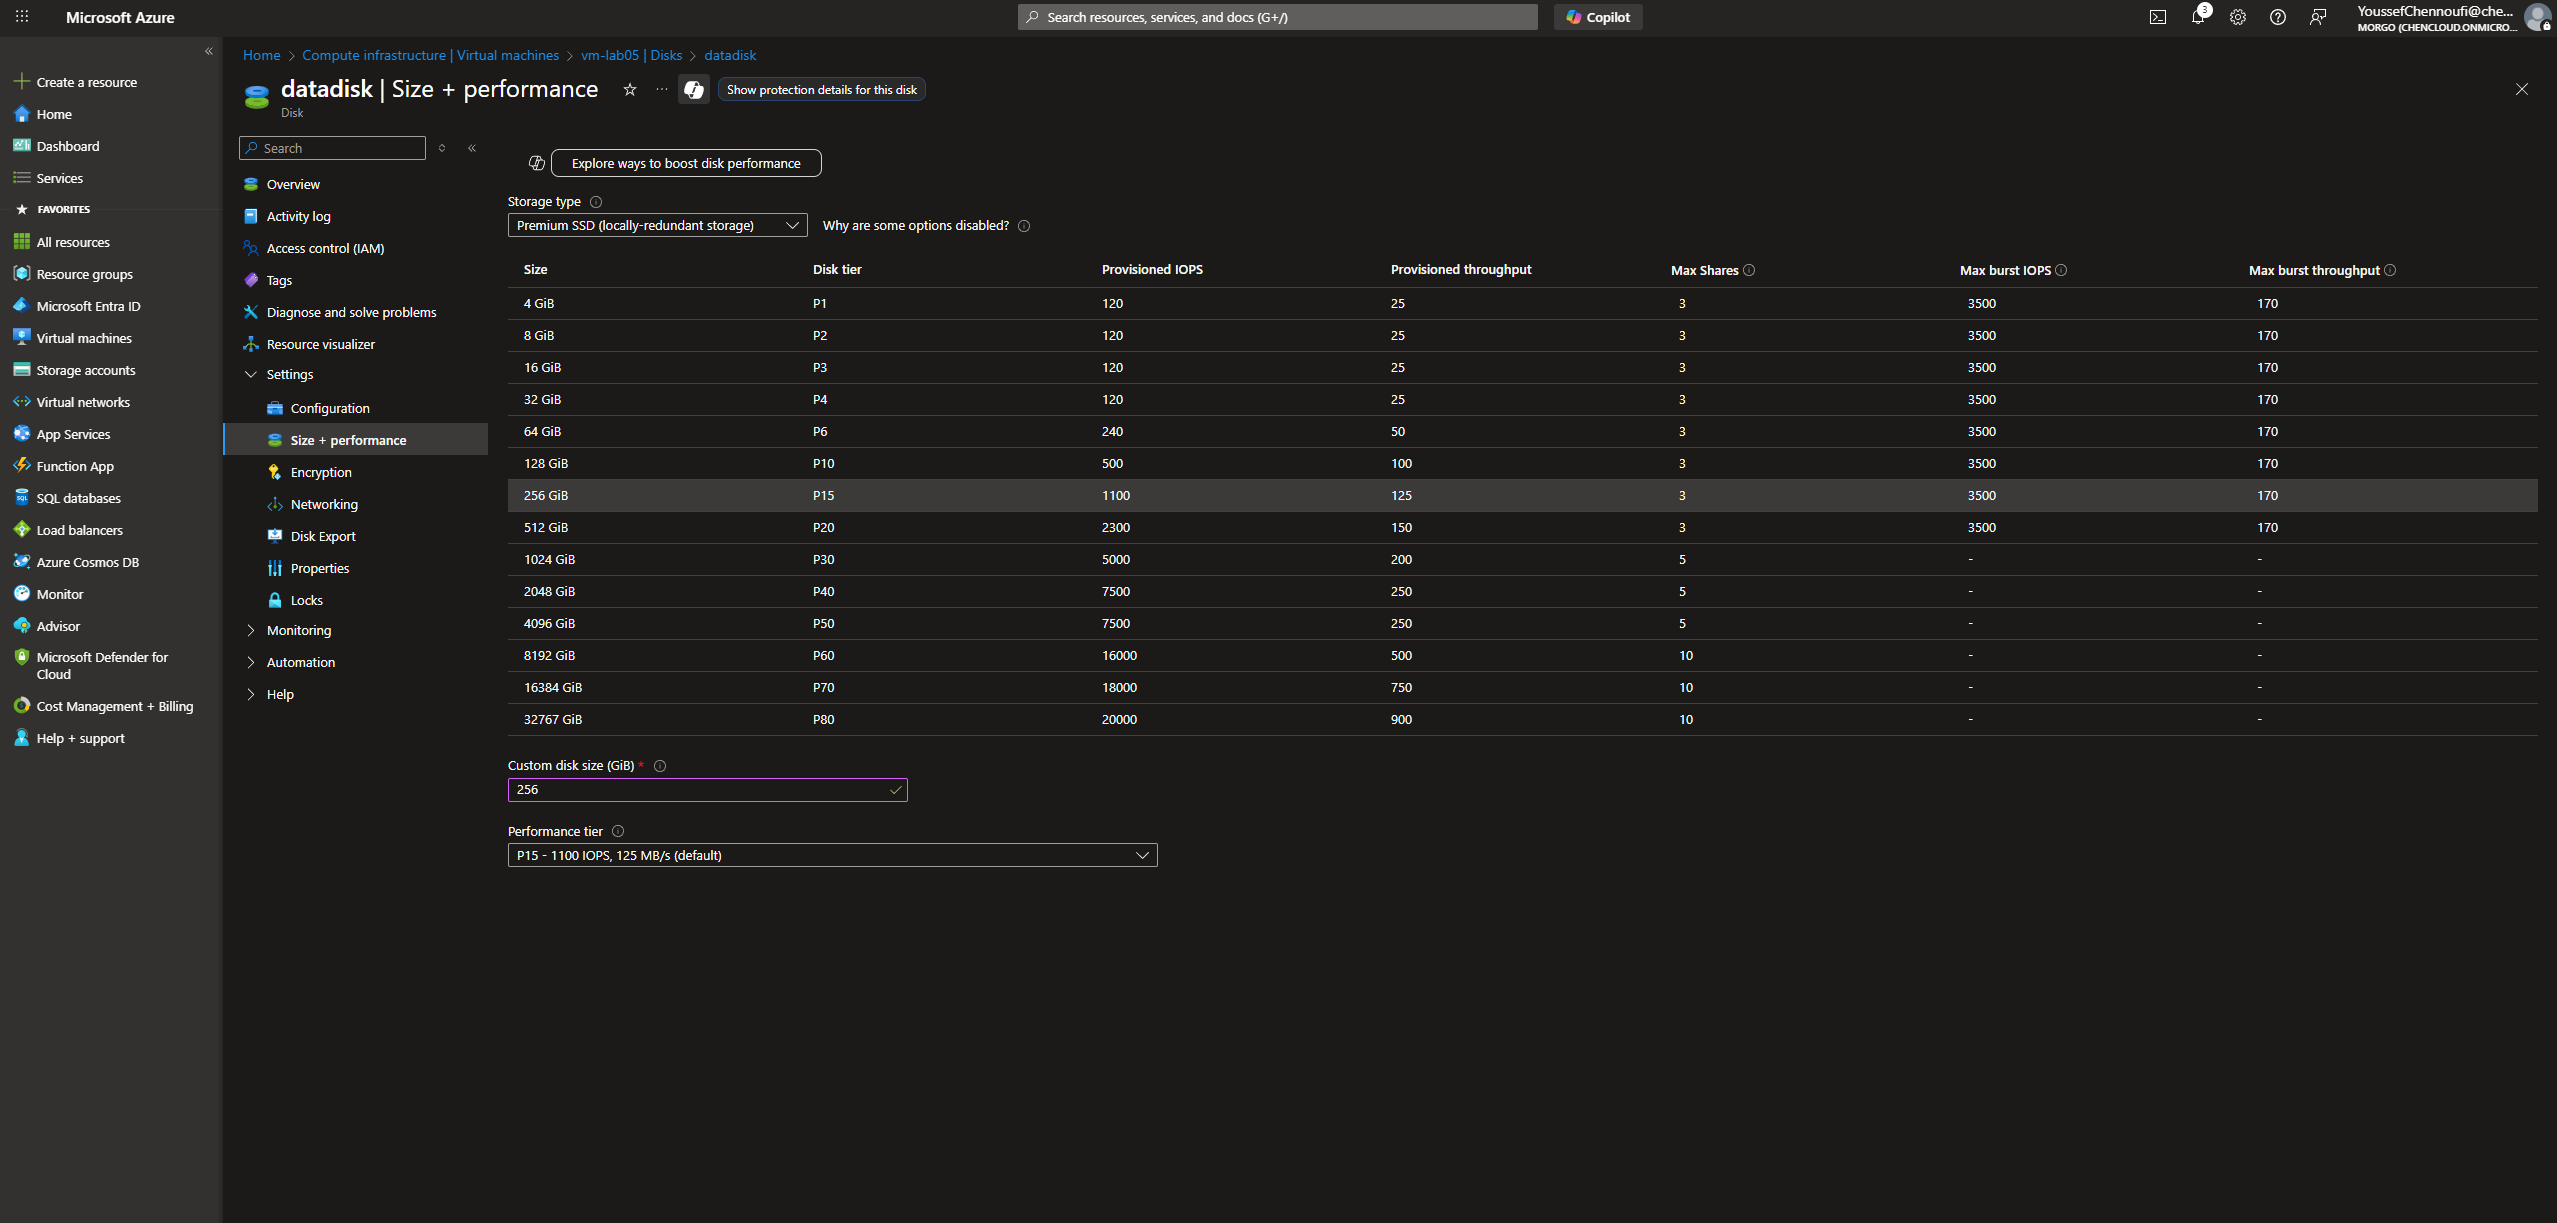 Microsoft Azure
Search resources, services, and docs (G+/)
Copilot
3
YoussefChennoufi@che...
MORGO (CHENCLOUD.ONMICRO...
Create a resource
Home
Dashboard
Services
FAVORITES
All resources
Resource groups
Microsoft Entra ID
Virtual machines
Storage accounts
Virtual networks
App Services
Function App
SQL databases
Load balancers
Azure Cosmos DB
Monitor
Advisor
Microsoft Defender for
Cloud
Cost Management + Billing
Help + support
Home > Compute infrastructure | Virtual machines > vm-lab05 | Disks > datadisk
datadisk | Size + performance
Show protection details for this disk
Disk
Search
Overview
Activity log
Access control (IAM)
Tags
Diagnose and solve problems
Resource visualizer
Settings
Configuration
Size + performance
Encryption
Networking
Disk Export
Properties
Locks
Monitoring
Automation
Help
Explore ways to boost disk performance
Storage type
Premium SSD (locally-redundant storage) Why are some options disabled?
Size Disk tier Provisioned IOPS Provisioned throughput Max Shares Max burst IOPS Max burst throughput
4 GiB P1 120 25 3 3500 170
8 GiB P2 120 25 3 3500 170
16 GiB P3 120 25 3 3500 170
32 GiB P4 120 25 3 3500 170
64 GiB P6 240 50 3 3500 170
128 GiB P10 500 100 3 3500 170
256 GiB P15 1100 125 3 3500 170
512 GiB P20 2300 150 3 3500 170
1024 GiB P30 5000 200 5 - -
2048 GiB P40 7500 250 5 - -
4096 GiB P50 7500 250 5 - -
8192 GiB P60 16000 500 10 - -
16384 GiB P70 18000 750 10 - -
32767 GiB P80 20000 900 10 - -
Custom disk size (GiB) *
256
Performance tier
P15 - 1100 IOPS, 125 MB/s (default)